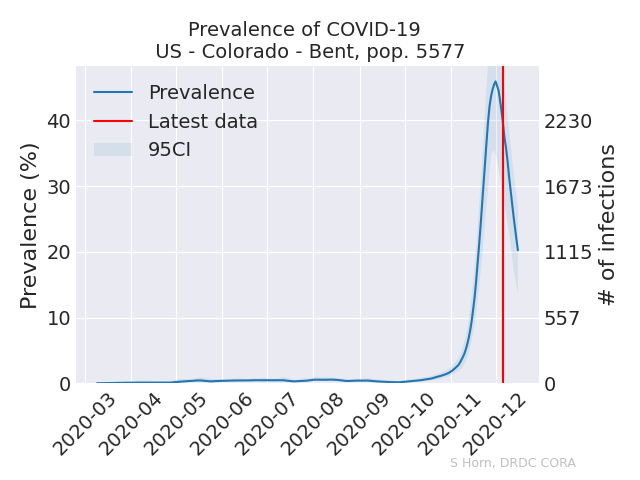 Prevalence of COVID-19
US - Colorado - Bent, pop. 5577
Prevalence
Latest data
95CI
Prevalence (%)
40
30
20
10
0
2230
1673
1115
557
0
# of infections
2020-03
2020-04
2020-05
2020-06
2020-07
2020-08
2020-09
2020-10
2020-11
2020-12
S Horn, DRDC CORA